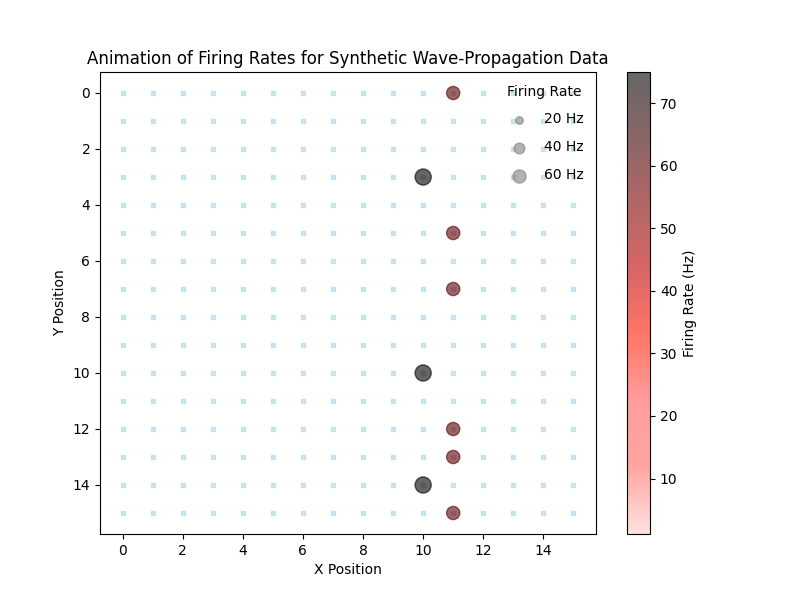 Animation of Firing Rates for Synthetic Wave-Propagation Data
Firing Rate
20 Hz
40 Hz
60 Hz
0
2
4
6
8
10
12
14
Y Position
0
2
4
6
8
10
12
14
X Position
70
60
50
40
30
20
10
Firing Rate (Hz)